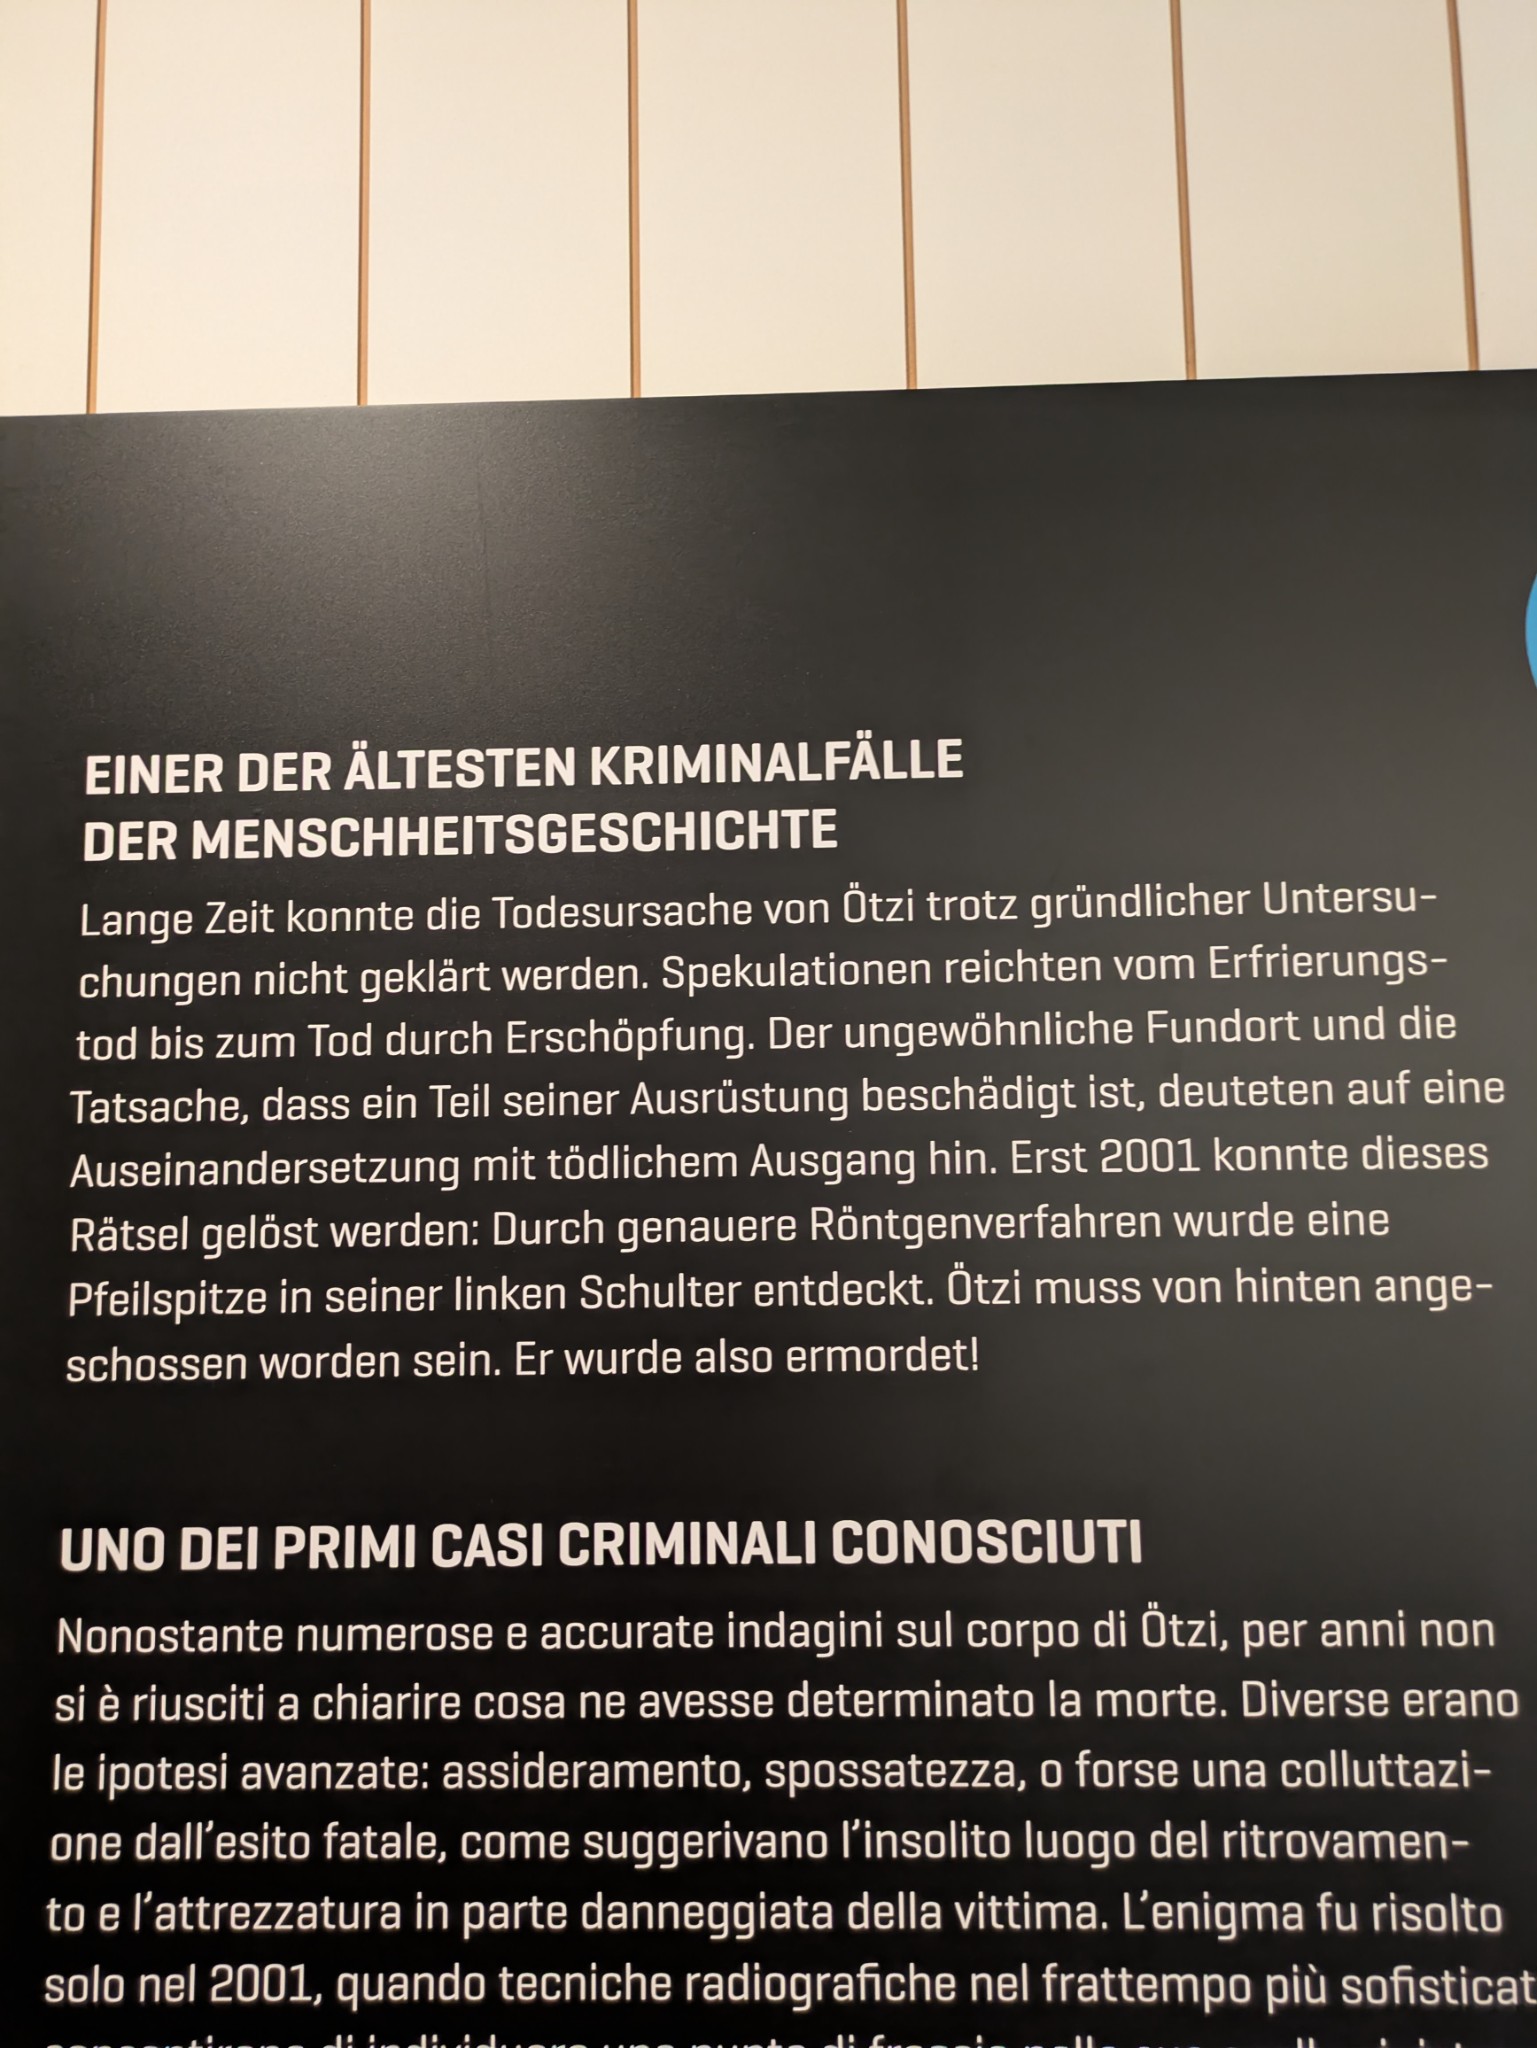 EINER DER ÄLTESTEN KRIMINALFÄLLE
DER MENSCHHEITSGESCHICHTE
Lange Zeit konnte die Todesursache von Ötzi trotz gründlicher Untersu-
chungen nicht geklärt werden. Spekulationen reichten vom Erfrierungs-
tod bis zum Tod durch Erschöpfung. Der ungewöhnliche Fundort und die
Tatsache, dass ein Teil seiner Ausrüstung beschädigt ist, deuteten auf eine
Auseinandersetzung mit tödlichem Ausgang hin. Erst 2001 konnte dieses
Rätsel gelöst werden: Durch genauere Röntgenverfahren wurde eine
Pfeilspitze in seiner linken Schulter entdeckt. Ötzi muss von hinten ange-
schossen worden sein. Er wurde also ermordet!
UNO DEI PRIMI CASI CRIMINALI CONOSCIUTI
Nonostante numerose e accurate indagini sul corpo di Ötzi, per anni non
si è riusciti a chiarire cosa ne avesse determinato la morte. Diverse erano
le ipotesi avanzate: assideramento, spossatezza, o forse una colluttazi-
one dall'esito fatale, come suggerivano l'insolito luogo del ritrovamen-
to e l'attrezzatura in parte danneggiata della vittima. L'enigma fu risolto
solo nel 2001, quando tecniche radiografiche nel frattempo più sofisticat